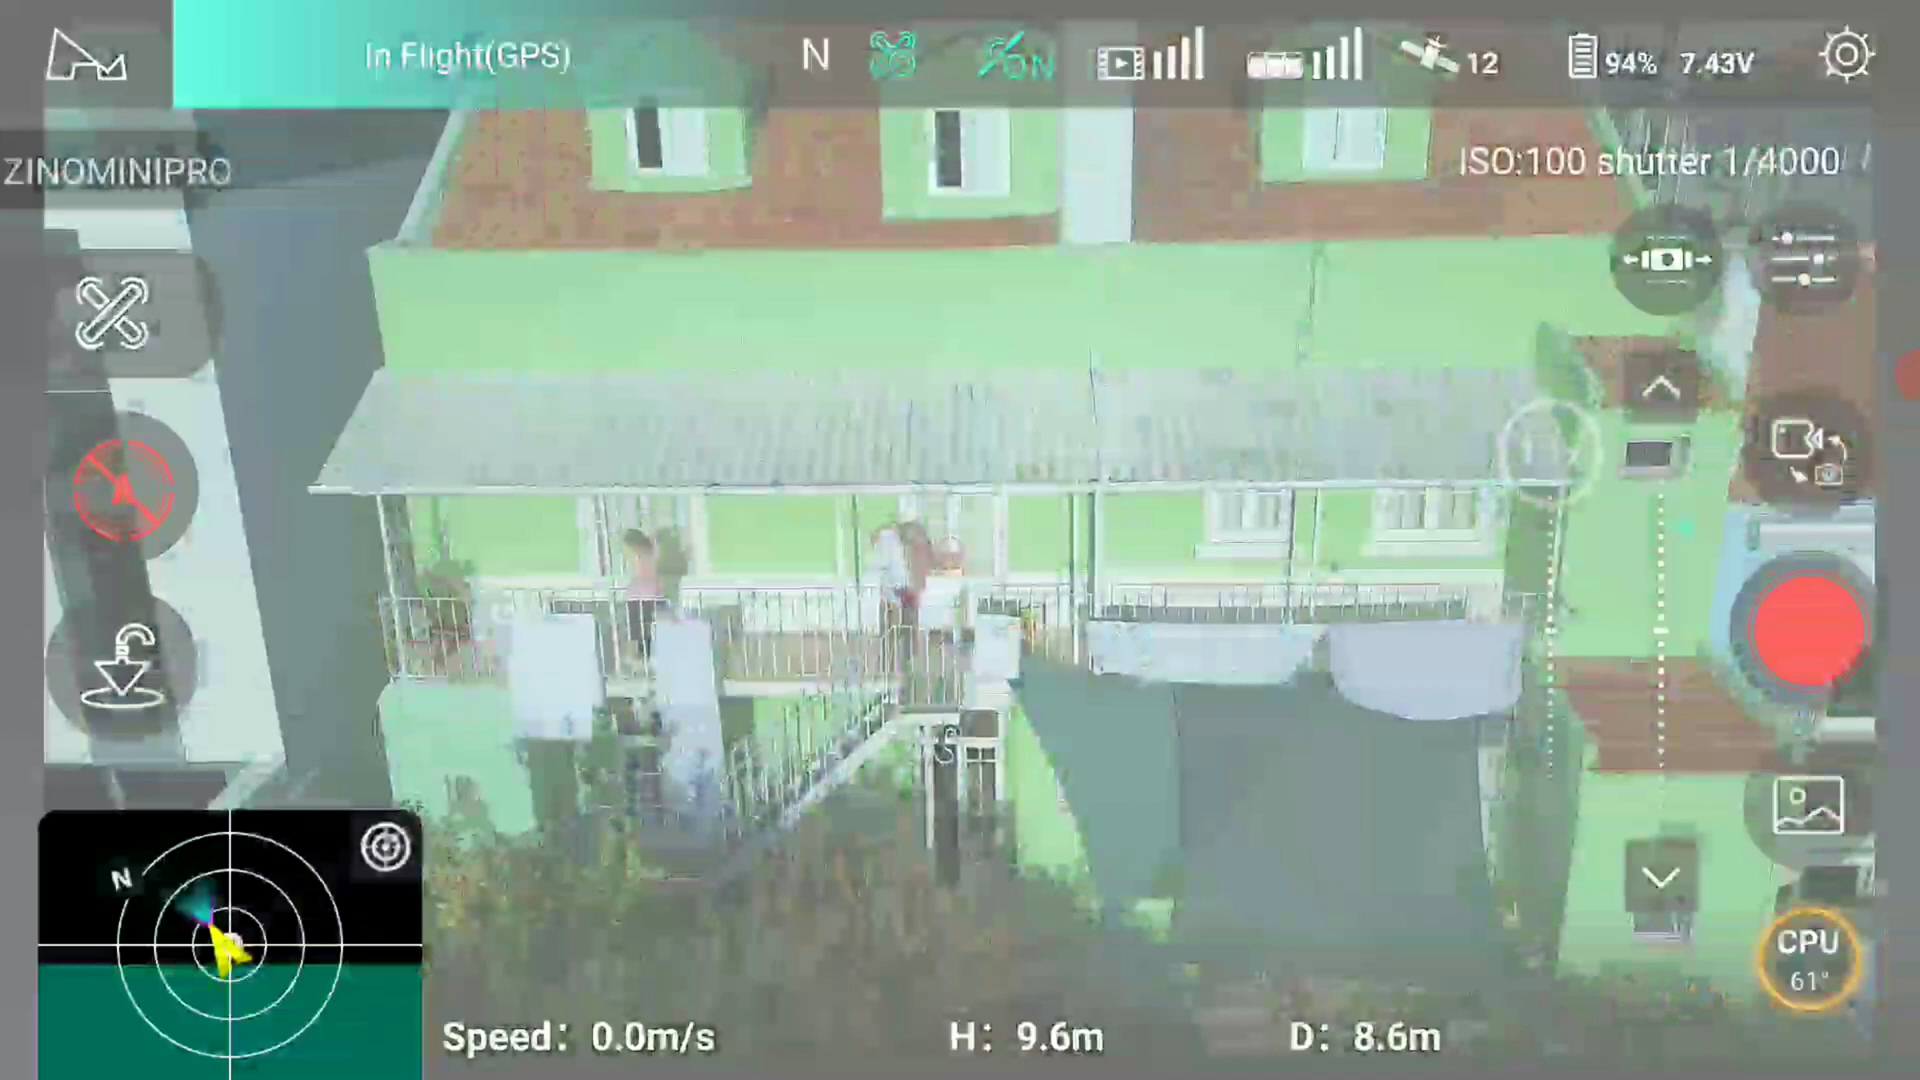 In Flight(GPS)
N
ON
12
94% 7.43V
ZINOMINIPRO
ISO:100 shutter 1/4000
N
CPU
61°
Speed: 0.0m/s
H: 9.6m
D: 8.6m